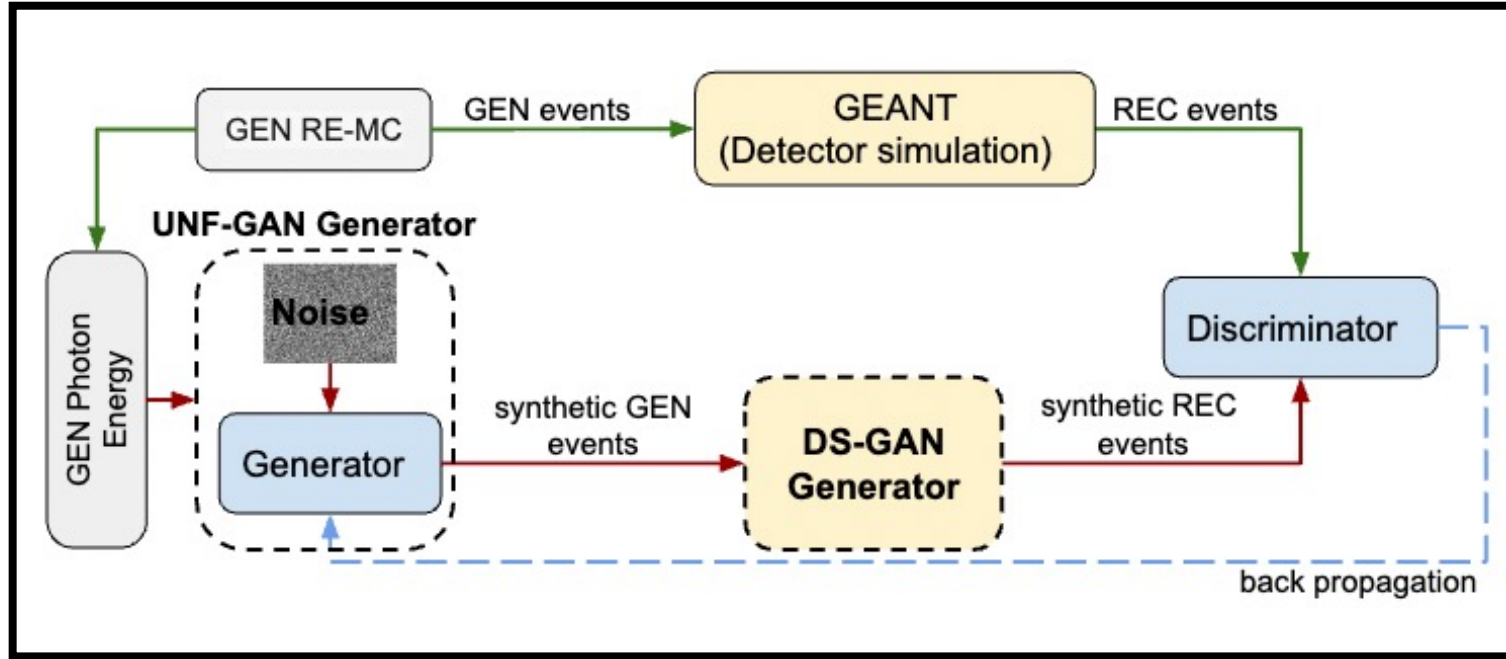 GEN RE-MC
GEN events
GEANT
(Detector simulation)
REC events
UNF-GAN Generator
GEN Photon
Energy
Noise
Generator
synthetic GEN
events
DS-GAN
Generator
synthetic REC
events
Discriminator
back propagation